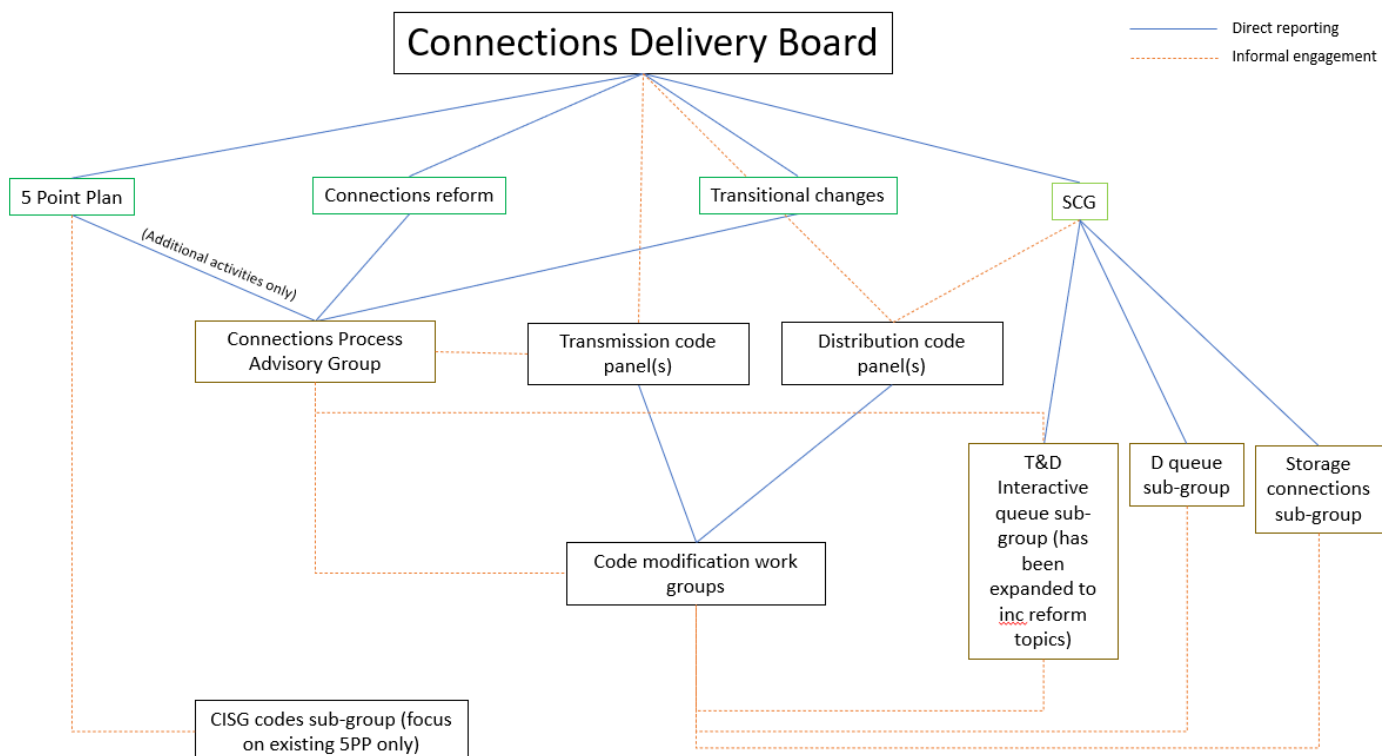 Connections Delivery Board
Direct reporting
Informal engagement
5 Point Plan
Connections reform
Transitional changes
SCG
(Additional activities only)
Connections Process
Advisory Group
Transmission code
panel(s)
Distribution code
panel(s)
T&D
Interactive
queue sub-
group (has
been
expanded to
inc reform
topics)
D queue
sub-group
Storage
connections
sub-group
Code modification work
groups
CISG codes sub-group (focus
on existing 5PP only)